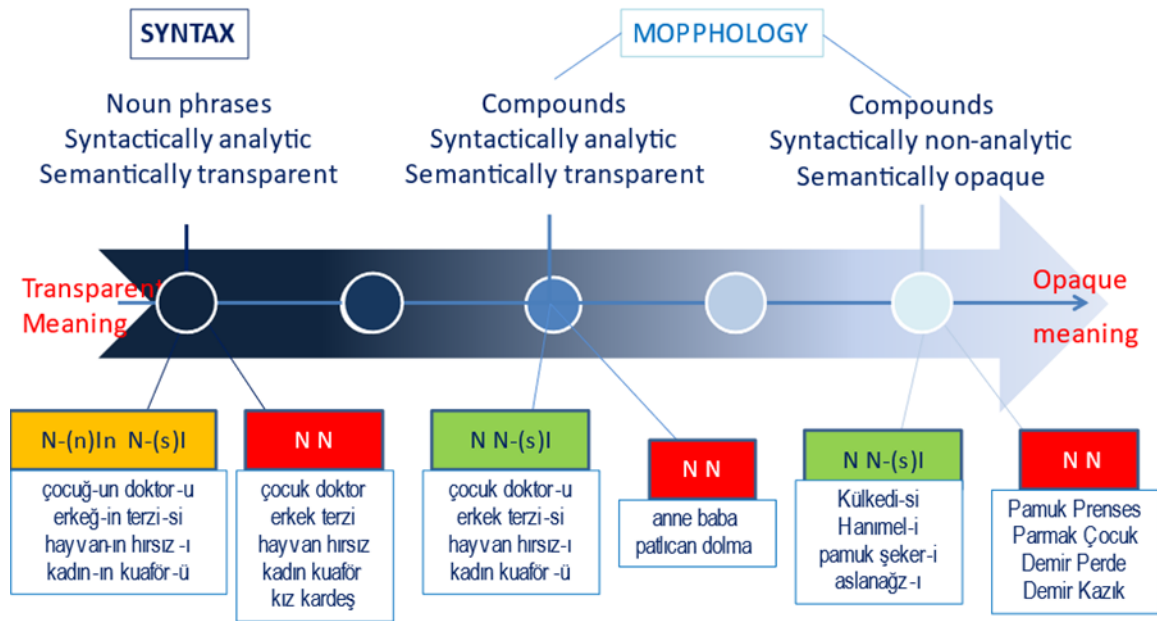 SYNTAX
MOPPHOLOGY
Noun phrases
Syntactically analytic
Semantically transparent
Compounds
Syntactically analytic
Semantically transparent
Compounds
Syntactically non-analytic
Semantically opaque
Transparent
Meaning
Opaque
meaning
N-(n)In N-(s)I
çocuğ-un doktor-u
erkeğ-in terzi-si
hayvan-ın hırsız -ı
kadın-ın kuaför-ü
N N
çocuk doktor
erkek terzi
hayvan hırsız
kadın kuaför
kız kardeş
N N-(s)I
çocuk doktor-u
erkek terzi-si
hayvan hırsız-ı
kadın kuaför -ü
N N
anne baba
patlıcan dolma
N N-(s)I
Külkedi-si
Hanımel-i
pamuk şeker-i
aslanağz-ı
N N
Pamuk Prenses
Parmak Çocuk
Demir Perde
Demir Kazık